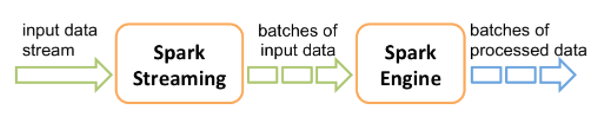 input data
stream
Spark
Streaming
batches of
input data
Spark
Engine
batches of
processed data